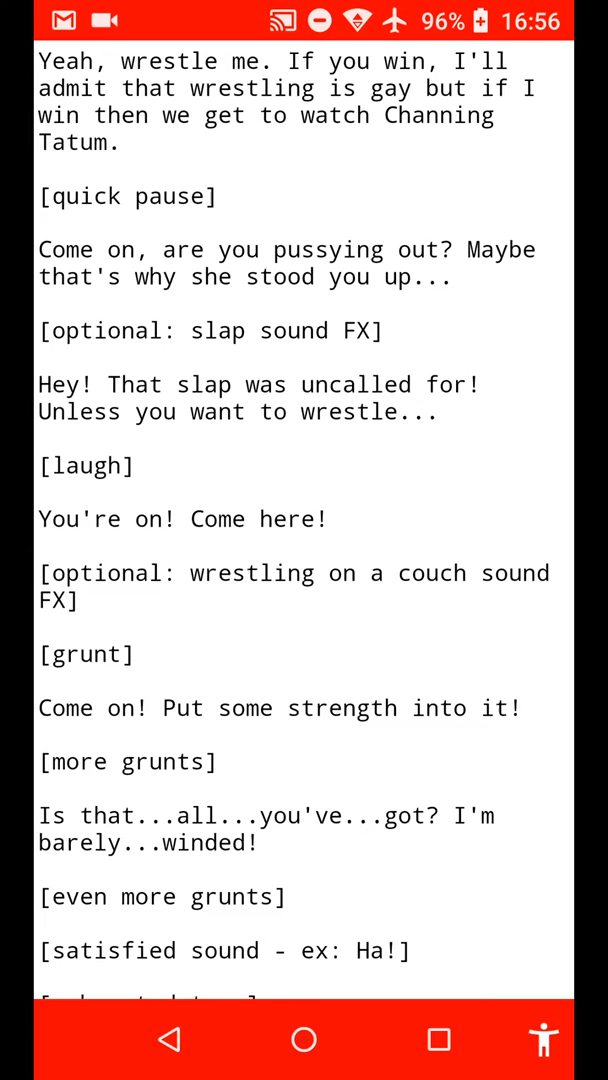 96% 16:56
Yeah, wrestle me. If you win, I'll
admit that wrestling is gay but if I
win then we get to watch Channing
Tatum.
[quick pause]
Come on, are you pussying out? Maybe
that's why she stood you up...
[optional: slap sound FX]
Hey! That slap was uncalled for!
Unless you want to wrestle...
[laugh]
You're on! Come here!
[optional: wrestling on a couch sound
FX]
[grunt]
Come on! Put some strength into it!
[more grunts]
Is that...all...you've...got? I'm
barely...winded!
[even more grunts]
[satisfied sound - ex: Ha!]